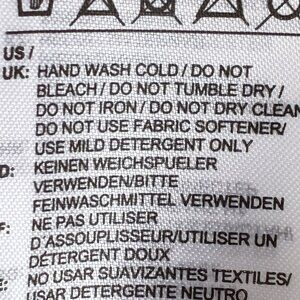 US /
UK: HAND WASH COLD / DO NOT
BLEACH / DO NOT TUMBLE DRY /
DO NOT IRON / DO NOT DRY CLEAN
DO NOT USE FABRIC SOFTENER/
USE MILD DETERGENT ONLY
D: KEINEN WEICHSPUELER
VERWENDEN/BITTE
FEINWASCHMITTEL VERWENDEN
F: NE PAS UTILISER
D'ASSOUPLISSEUR/UTILISER UN
DÉTERGENT DOUX
E: NO USAR SUAVIZANTES TEXTILES/
USAR DETERGENTE NEUTRO